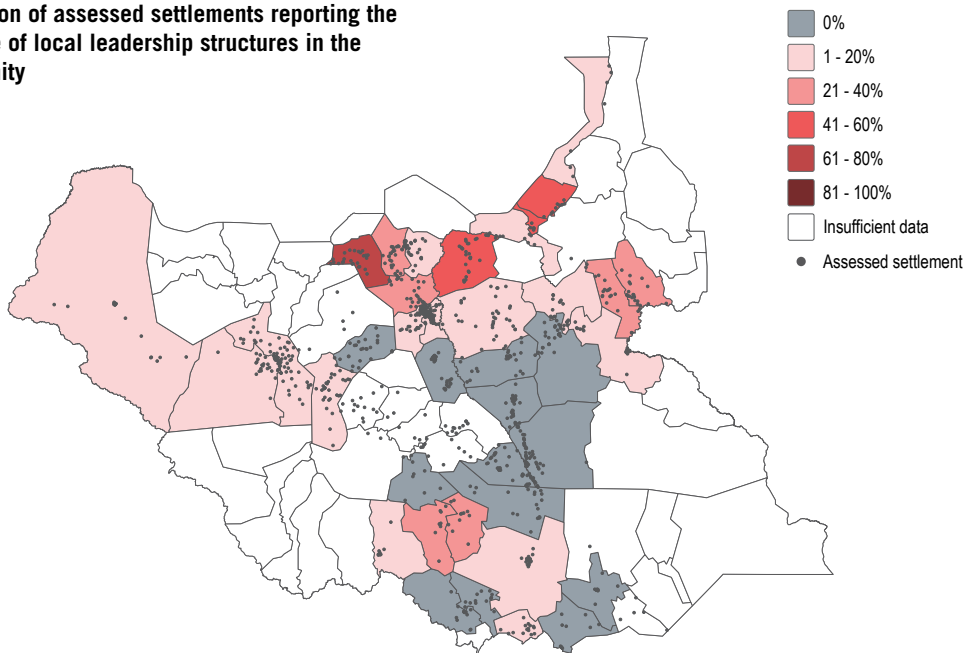 on of assessed settlements reporting the
of local leadership structures in the
ity
0%
1 - 20%
21 - 40%
41 - 60%
61 - 80%
81 - 100%
Insufficient data
Assessed settlement